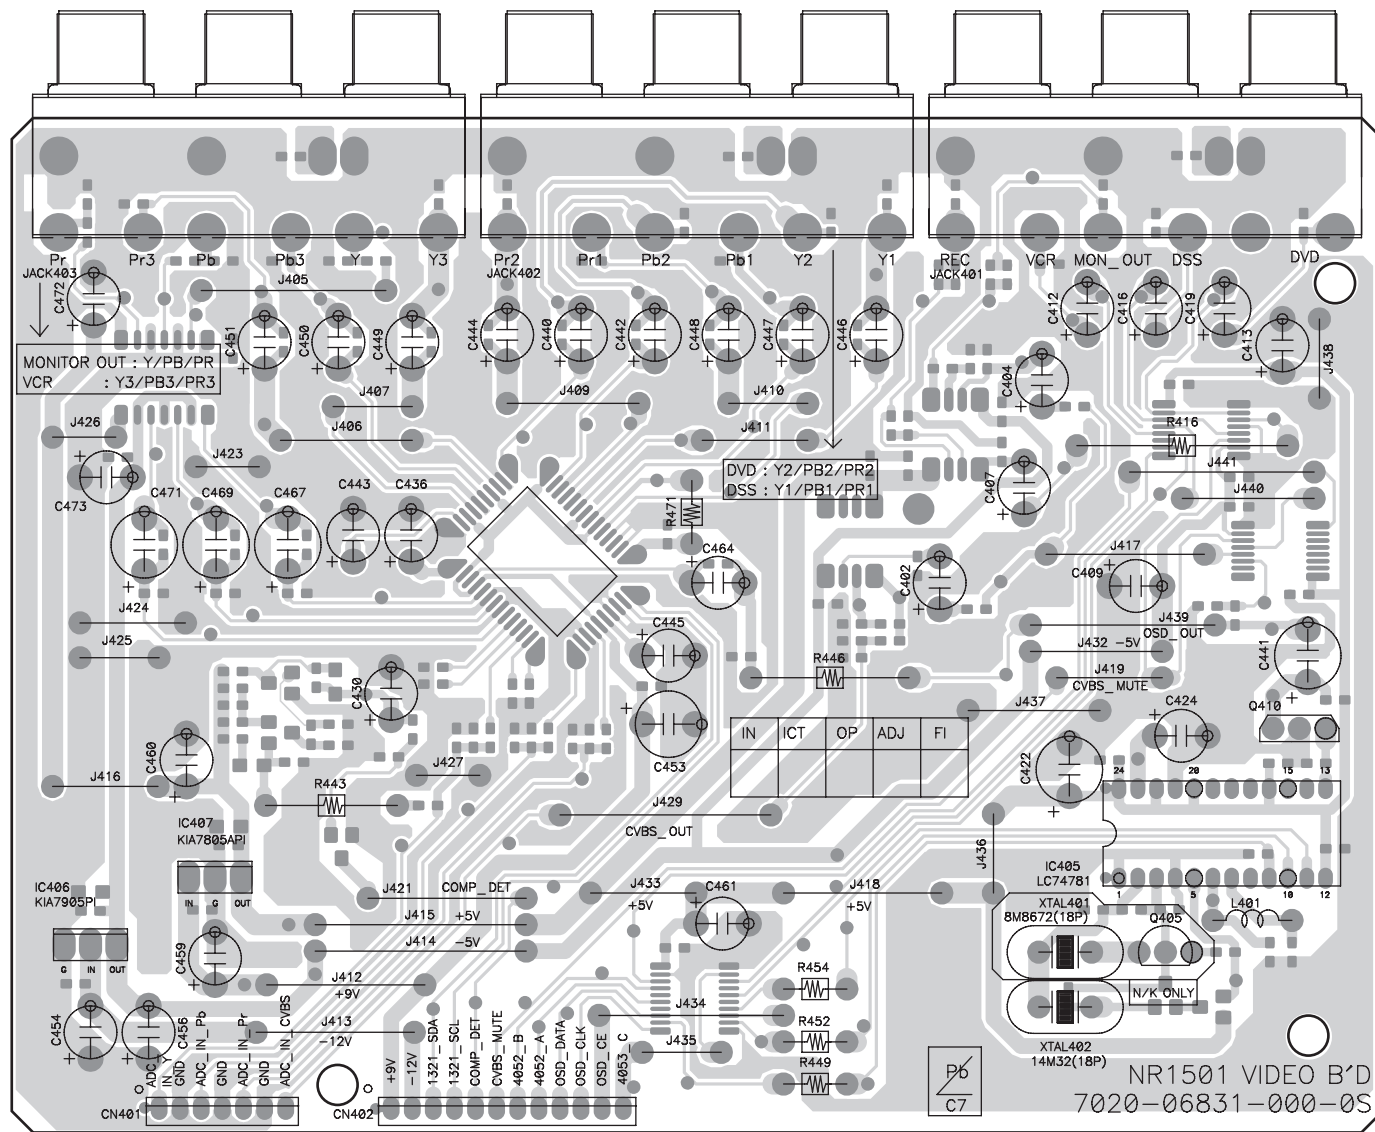 Pr Pr3 Pb Pb3 Y Y3 Pr2 Pr1 Pb2 Pb1 Y2 Y1 REC VCR MON_OUT DSS DVD
JACK403 JACK402 JACK401
C472 J405
C451 C450 C449 C444 C440 C442 C448 C447 C446 C412 C416 C419 C413 J438
MONITOR OUT : Y/PB/PR
VCR : Y3/PB3/PR3
C404
J407 J409 J410
J426 J406 J411 R416
J423
DVD : Y2/PB2/PR2
DSS : Y1/PB1/PR1
J441
C473 C471 C469 C467 C443 C436 R471 C407 J440
C464 J417
C402 C409
J424 C445 J439
OSD_OUT
J425 R446 J432 -5V C441
J419
CVBS_MUTE
C430 J437 C424 Q410
IN ICT OP ADJ FI
C460 C453 C422
J416 J427 24 20 15 13
R443 J429
IC407
KIA7805API
CVBS_OUT
J436
IC405
LC74781
1 5 10 12
IC406
KIA7905PI
IN G OUT
J421 COMP_DET J433 C461 J418
+5V +5V
J415 +5V
XTAL401
8M8672(18P)
Q405 L401
J414 -5V
G IN OUT
C459
J412
+9V
R454
N/K ONLY
C454 C456
J413
-12V
J434
R452
J435
R449
XTAL402
14M32(18P)
ADC_IN_Y
GND
ADC_IN_Pb
GND
ADC_IN_Pr
GND
ADC_IN_CVBS
+9V
-12V
1321_SDA
1321_SCL
COMP_DET
CVBS_MUTE
4052_B
4052_A
OSD_DATA
OSD_CLK
OSD_CE
4053_C
CN401 CN402
Pb
C7
NR1501 VIDEO B'D
7020-06831-000-0S